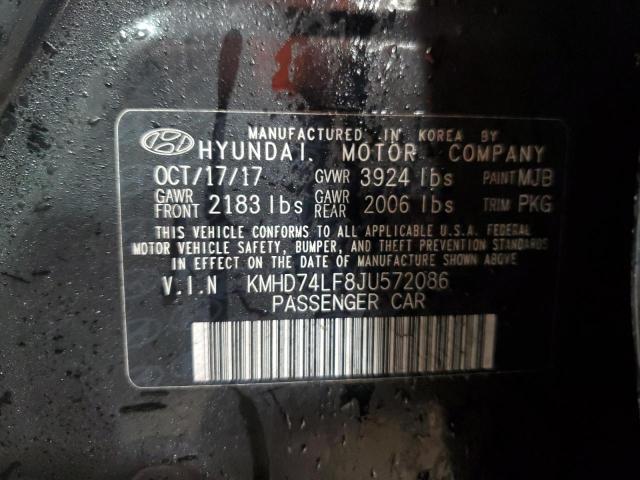 MANUFACTURED IN KOREA BY
HYUNDAI MOTOR COMPANY
OCT/17/17 GVWR 3924 lbs PAINT MJB
GAWR FRONT 2183 lbs GAWR REAR 2006 lbs TRIM PKG
THIS VEHICLE CONFORMS TO ALL APPLICABLE U.S.A. FEDERAL
MOTOR VEHICLE SAFETY, BUMPER, AND THEFT PREVENTION STANDARDS
IN EFFECT ON THE DATE OF MANUFACTURE SHOWN ABOVE.
V.I.N KMHD74LF8JU572086
PASSENGER CAR